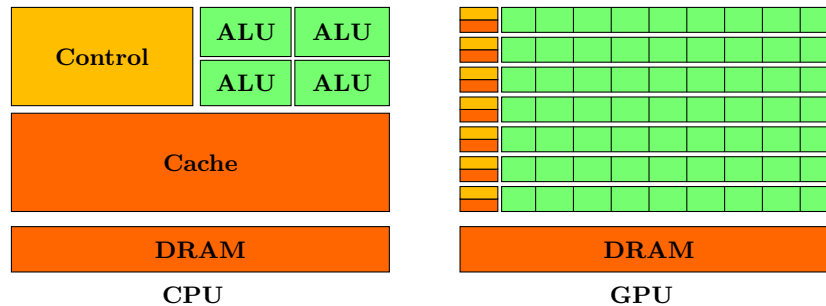 Control
ALU ALU
ALU ALU
Cache
DRAM
CPU
DRAM
GPU